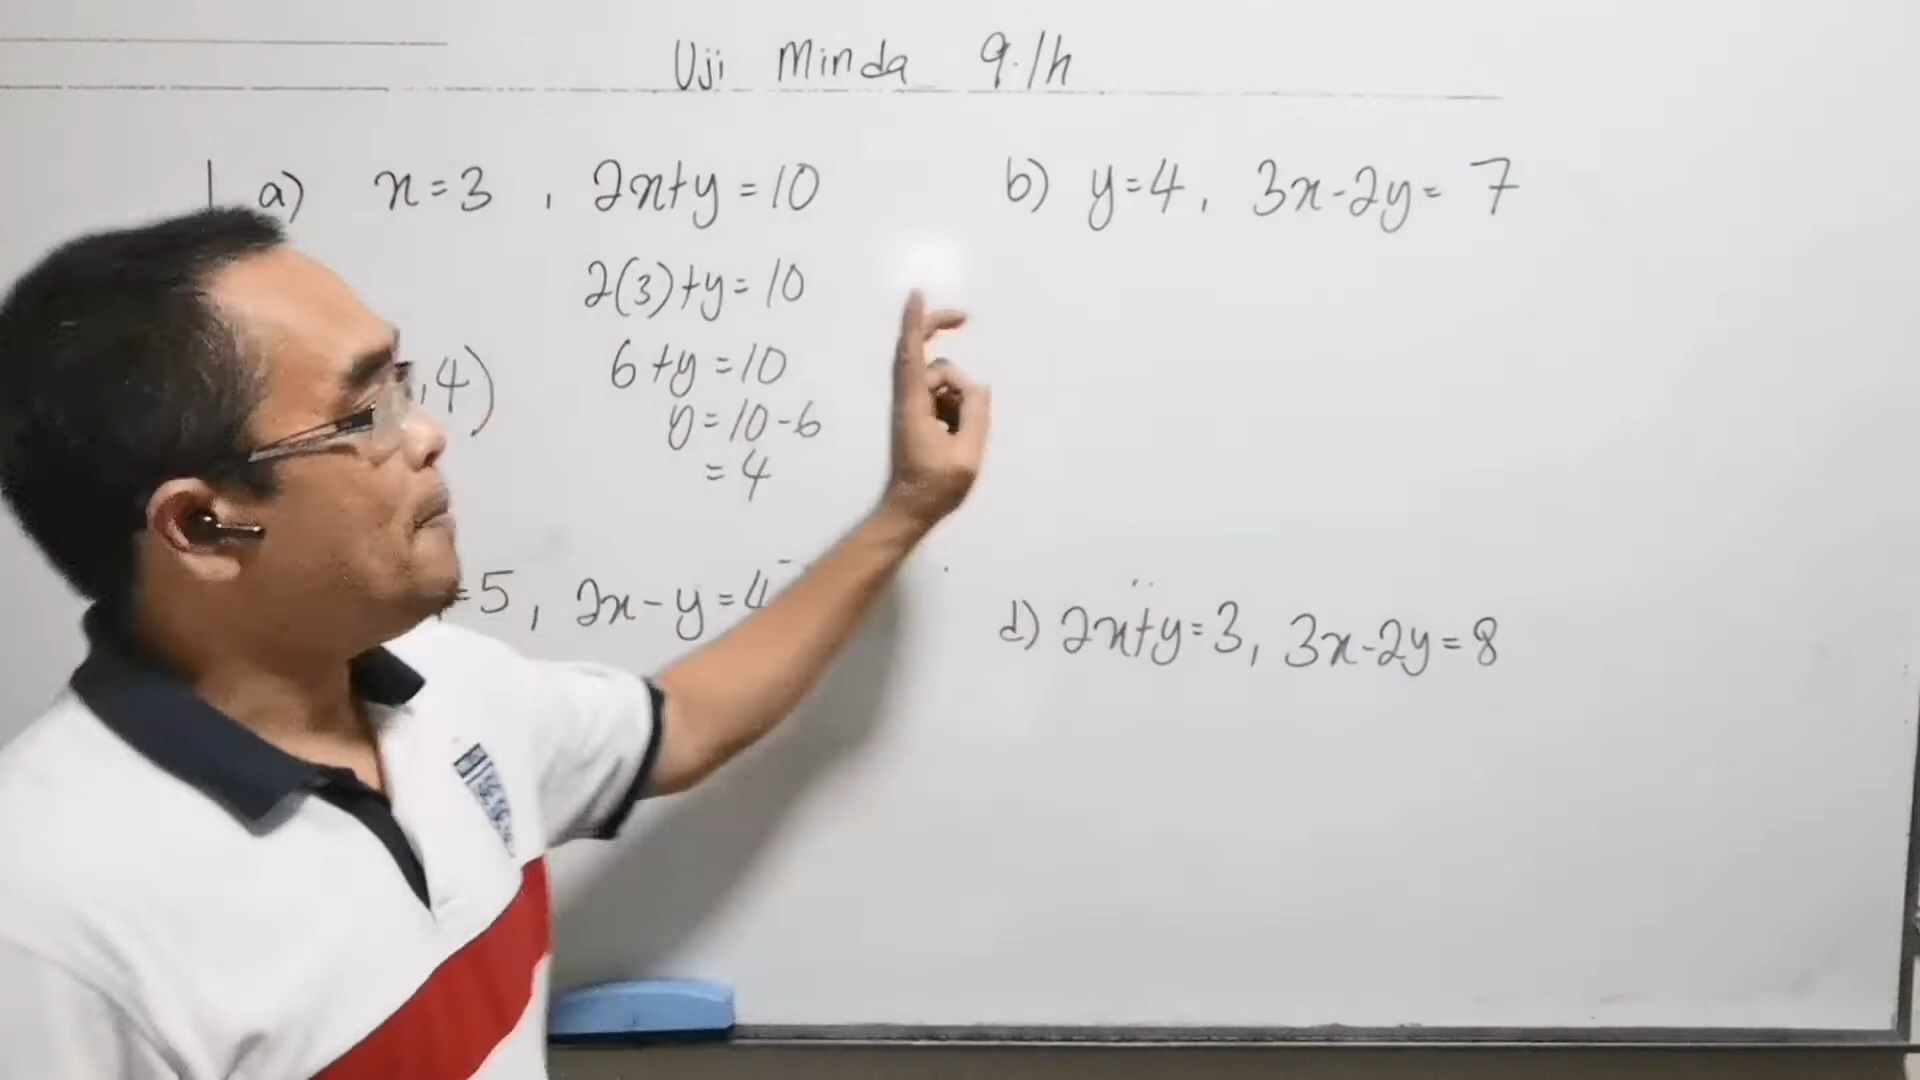 Uji Minda 9.1h
1 a) x=3 , 2x+y=10
2(3)+y=10
6+y=10
y=10-6
=4
,4)
=5, 2x-y=4
b) y=4, 3x-2y=7
d) 2x+y=3, 3x-2y=8